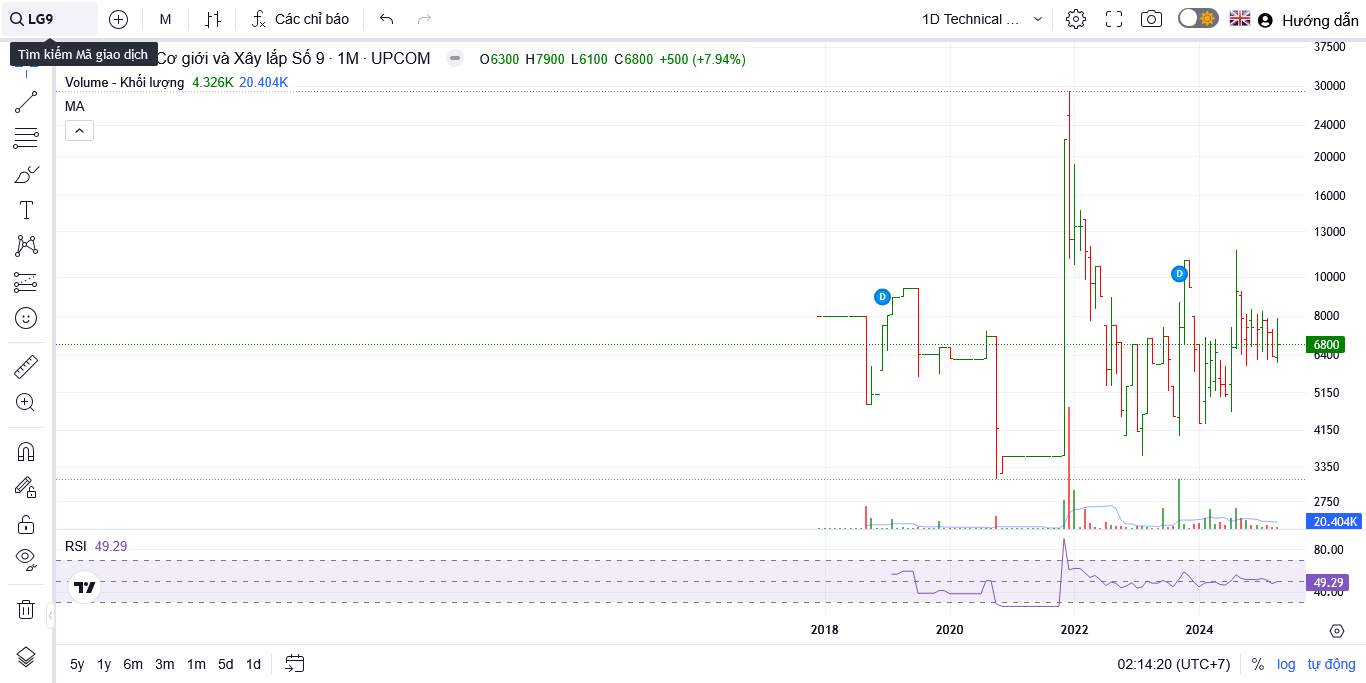 LG9 M Các chỉ báo 1D Technical ... Hướng dẫn
Tìm kiếm Mã giao dịch Cơ giới và Xây lắp Số 9 · 1M · UPCOM O6300 H7900 L6100 C6800 +500 (+7.94%)
Volume - Khối lượng 4.326K 20.404K
MA
37500
30000
24000
20000
16000
13000
10000
D
D
8000
6800
6400
5150
4150
3350
2750
20.404K
RSI 49.29
80.00
49.29
40.00
2018 2020 2022 2024
5y 1y 6m 3m 1m 5d 1d 02:14:20 (UTC+7) % log tự động